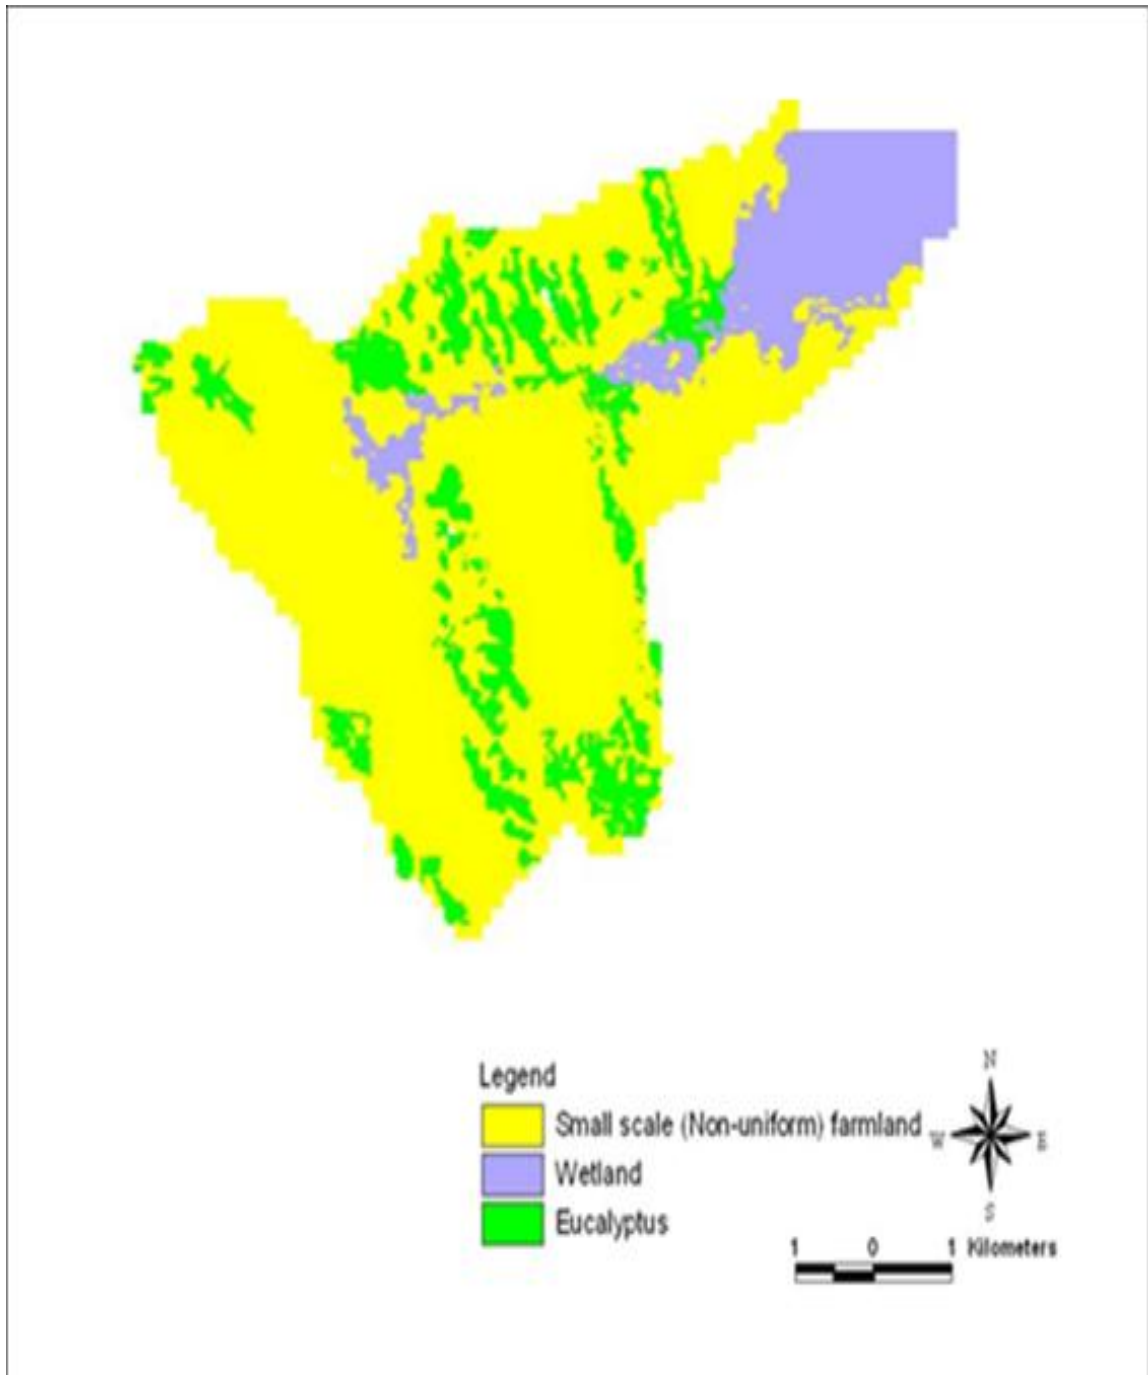 Legend
Small scale (Non-uniform) farmland
Wetland
Eucalyptus
N
W E
S
1 0 1 Kilometers